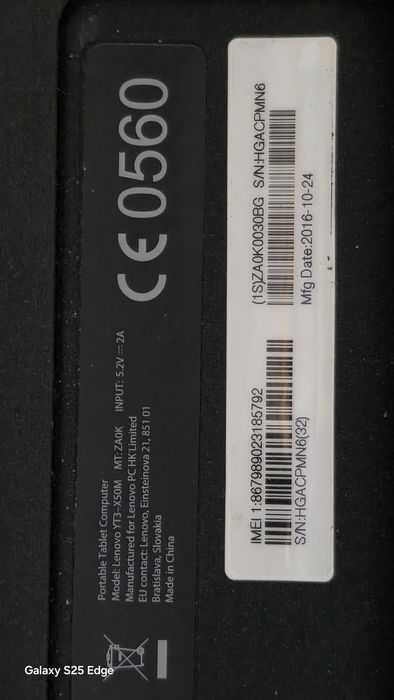 Portable Tablet Computer
Model: Lenovo YT3-X50M MT: ZA0K INPUT: 5.2V⎓2A
Manufactured for Lenovo PC HK Limited
EU contact: Lenovo, Einsteinova 21, 851 01
Bratislava, Slovakia
Made in China
CE 0560
IMEI 1:867989023185792
S/N:HGACPMN6(32)
(1S)ZA0K0030BG S/N:HGACPMN6
Mfg Date:2016-10-24
Galaxy S25 Edge